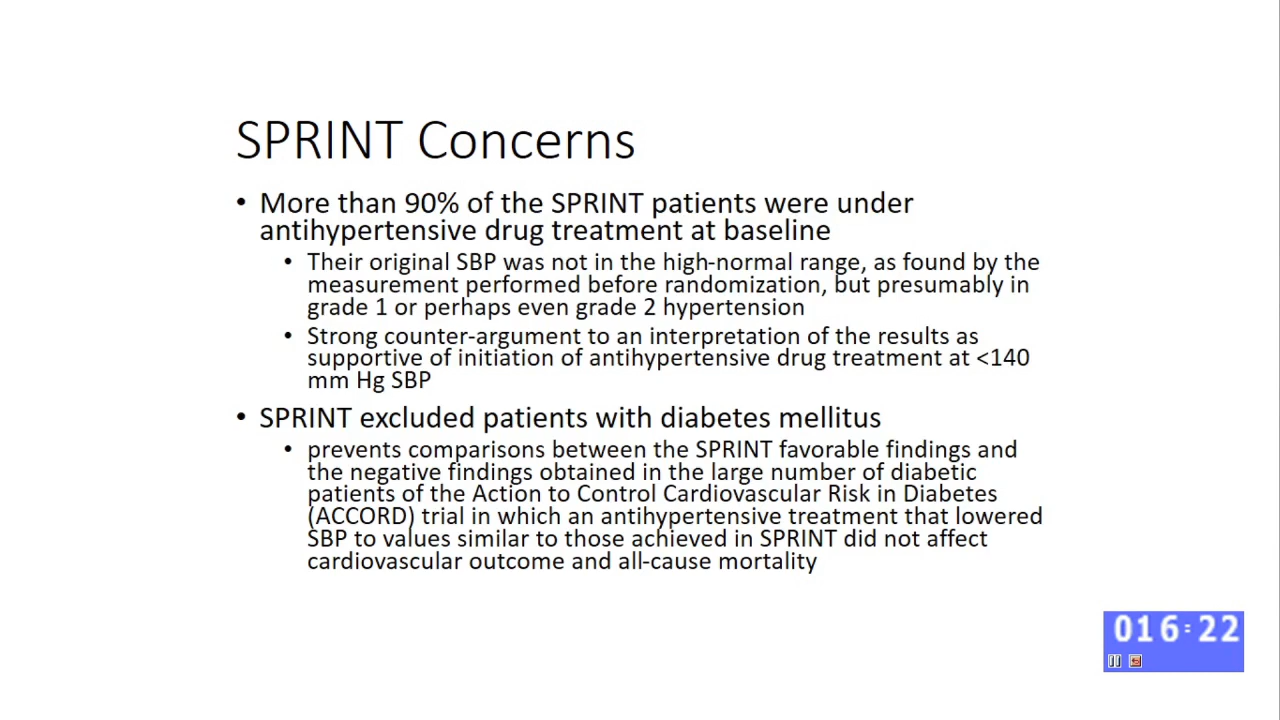 SPRINT Concerns
• More than 90% of the SPRINT patients were under
antihypertensive drug treatment at baseline
• Their original SBP was not in the high-normal range, as found by the
measurement performed before randomization, but presumably in
grade 1 or perhaps even grade 2 hypertension
• Strong counter-argument to an interpretation of the results as
supportive of initiation of antihypertensive drug treatment at <140
mm Hg SBP
• SPRINT excluded patients with diabetes mellitus
• prevents comparisons between the SPRINT favorable findings and
the negative findings obtained in the large number of diabetic
patients of the Action to Control Cardiovascular Risk in Diabetes
(ACCORD) trial in which an antihypertensive treatment that lowered
SBP to values similar to those achieved in SPRINT did not affect
cardiovascular outcome and all-cause mortality
016:22